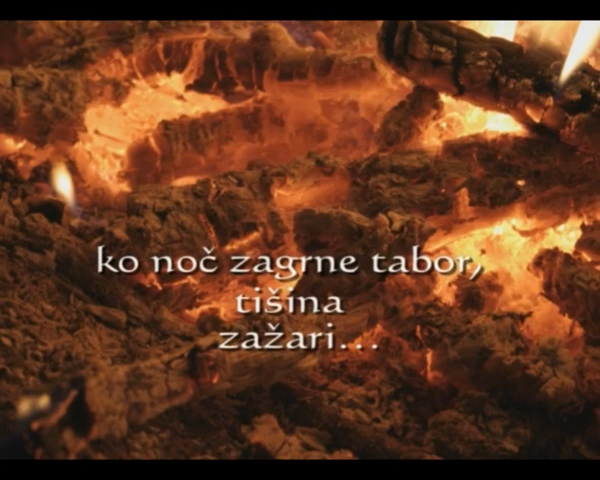 ko noč zagrne tabor,
tišina
zažari...